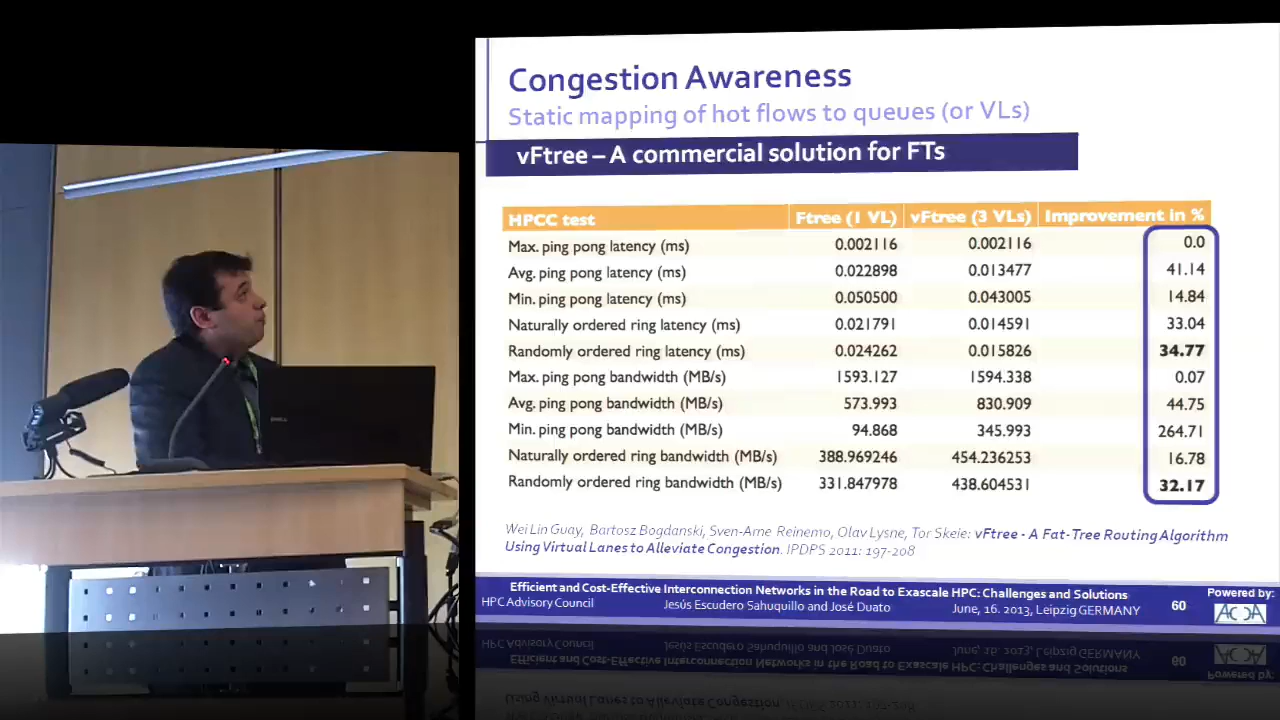 Congestion Awareness
Static mapping of hot flows to queues (or VLs)
vFtree – A commercial solution for FTs
HPCC test Ftree (1 VL) vFtree (3 VLs) Improvement in %
Max. ping pong latency (ms) 0.002116 0.002116 0.0
Avg. ping pong latency (ms) 0.022898 0.013477 41.14
Min. ping pong latency (ms) 0.050500 0.043005 14.84
Naturally ordered ring latency (ms) 0.021791 0.014591 33.04
Randomly ordered ring latency (ms) 0.024262 0.015826 34.77
Max. ping pong bandwidth (MB/s) 1593.127 1594.338 0.07
Avg. ping pong bandwidth (MB/s) 573.993 830.909 44.75
Min. ping pong bandwidth (MB/s) 94.868 345.993 264.71
Naturally ordered ring bandwidth (MB/s) 388.969246 454.236253 16.78
Randomly ordered ring bandwidth (MB/s) 331.847978 438.604531 32.17
Wei Lin Guay, Bartosz Bogdanski, Sven-Arne Reinemo, Olav Lysne, Tor Skeie: vFtree - A Fat-Tree Routing Algorithm
Using Virtual Lanes to Alleviate Congestion. IPDPS 2011: 197-208
Efficient and Cost-Effective Interconnection Networks in the Road to Exascale HPC: Challenges and Solutions
HPC Advisory Council Jesús Escudero Sahuquillo and José Duato June, 16. 2013, Leipzig GERMANY 60
Powered by: